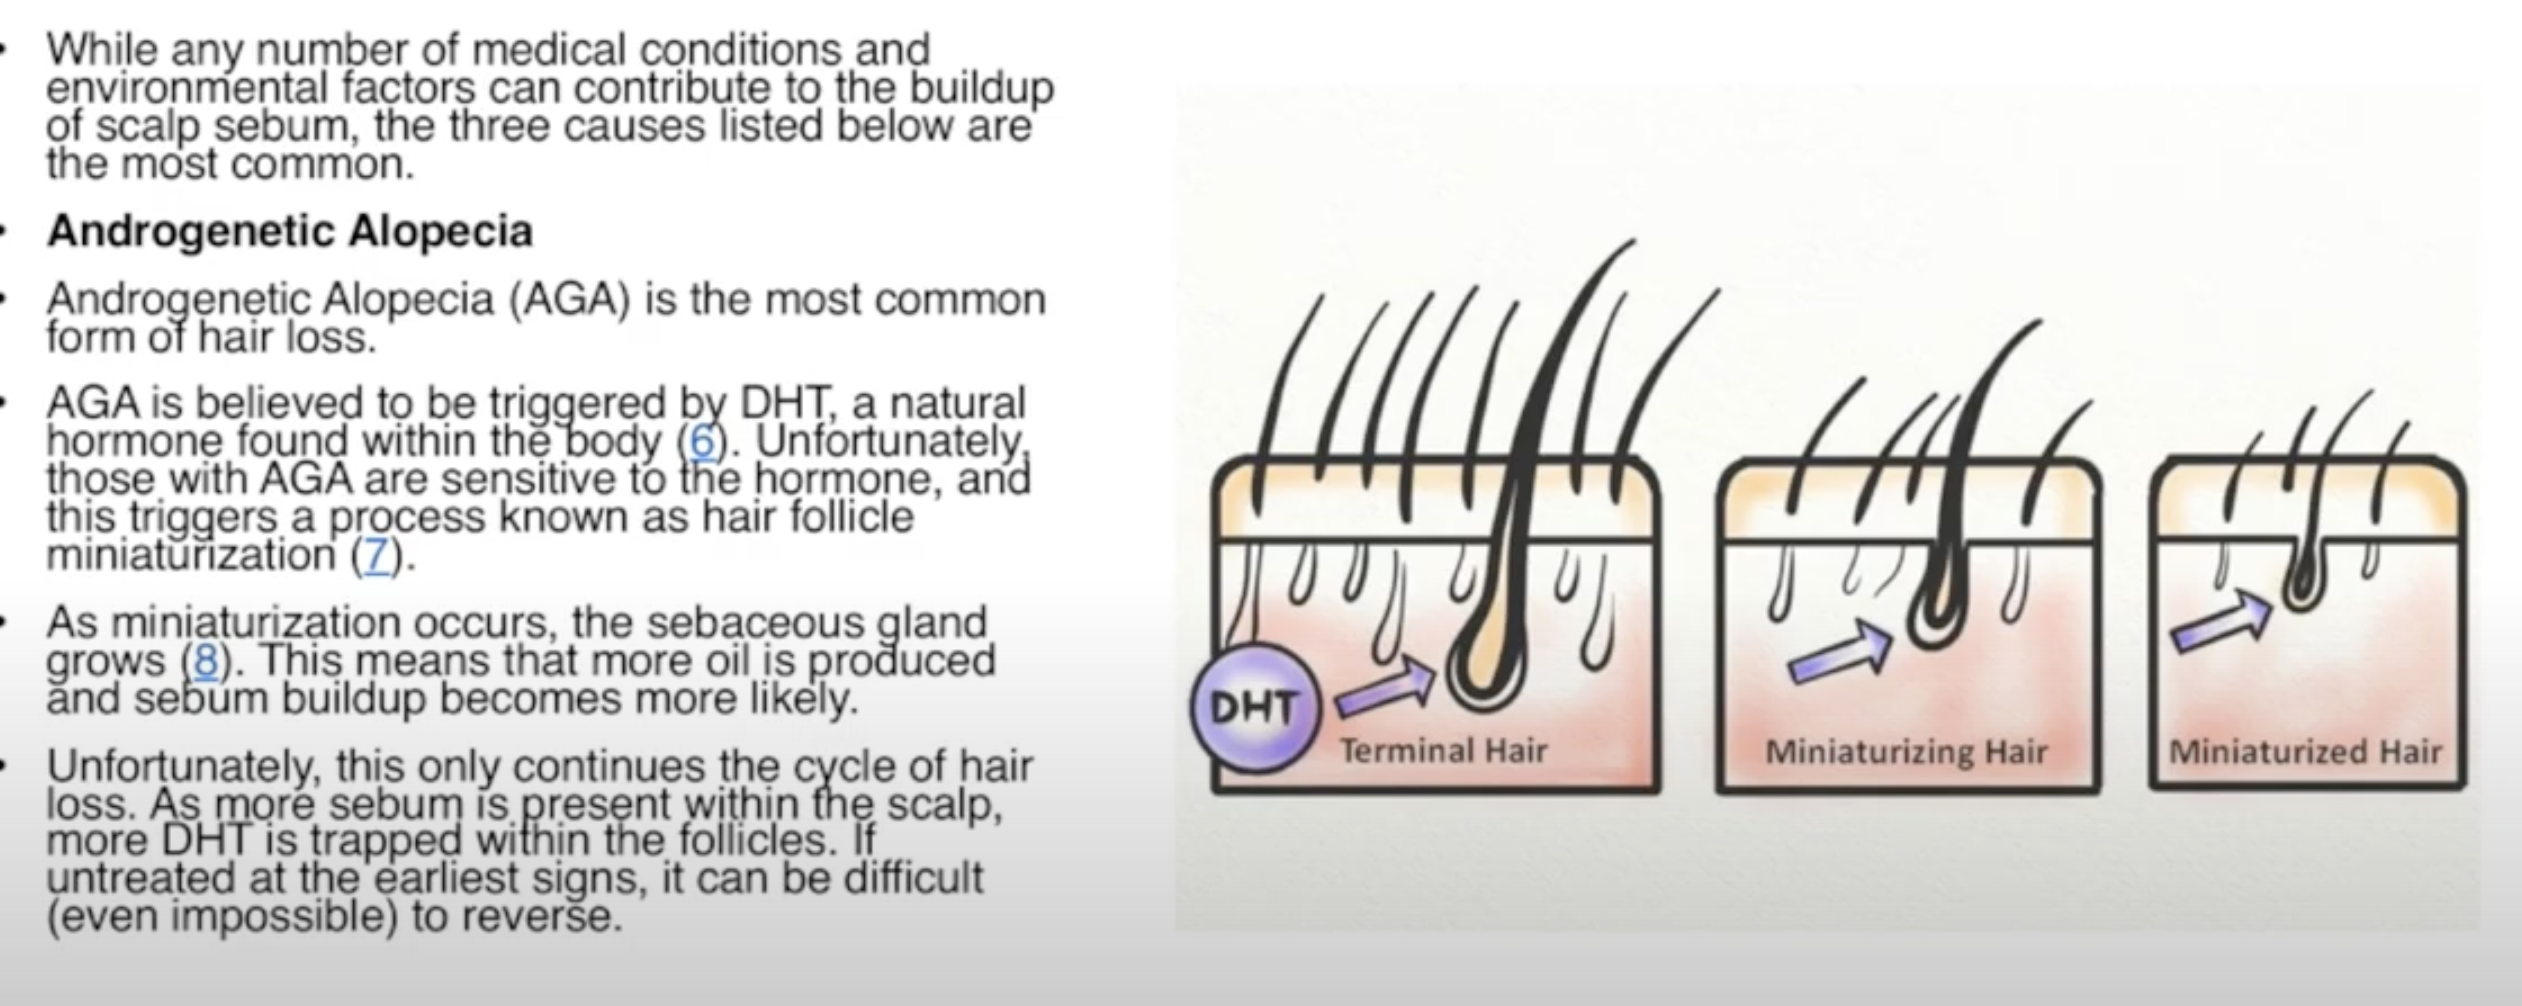 • While any number of medical conditions and
environmental factors can contribute to the buildup
of scalp sebum, the three causes listed below are
the most common.
• Androgenetic Alopecia
• Androgenetic Alopecia (AGA) is the most common
form of hair loss.
• AGA is believed to be triggered by DHT, a natural
hormone found within the body (6). Unfortunately,
those with AGA are sensitive to the hormone, and
this triggers a process known as hair follicle
miniaturization (7).
• As miniaturization occurs, the sebaceous gland
grows (8). This means that more oil is produced
and sebum buildup becomes more likely.
• Unfortunately, this only continues the cycle of hair
loss. As more sebum is present within the scalp,
more DHT is trapped within the follicles. If
untreated at the earliest signs, it can be difficult
(even impossible) to reverse.
DHT
Terminal Hair
Miniaturizing Hair
Miniaturized Hair